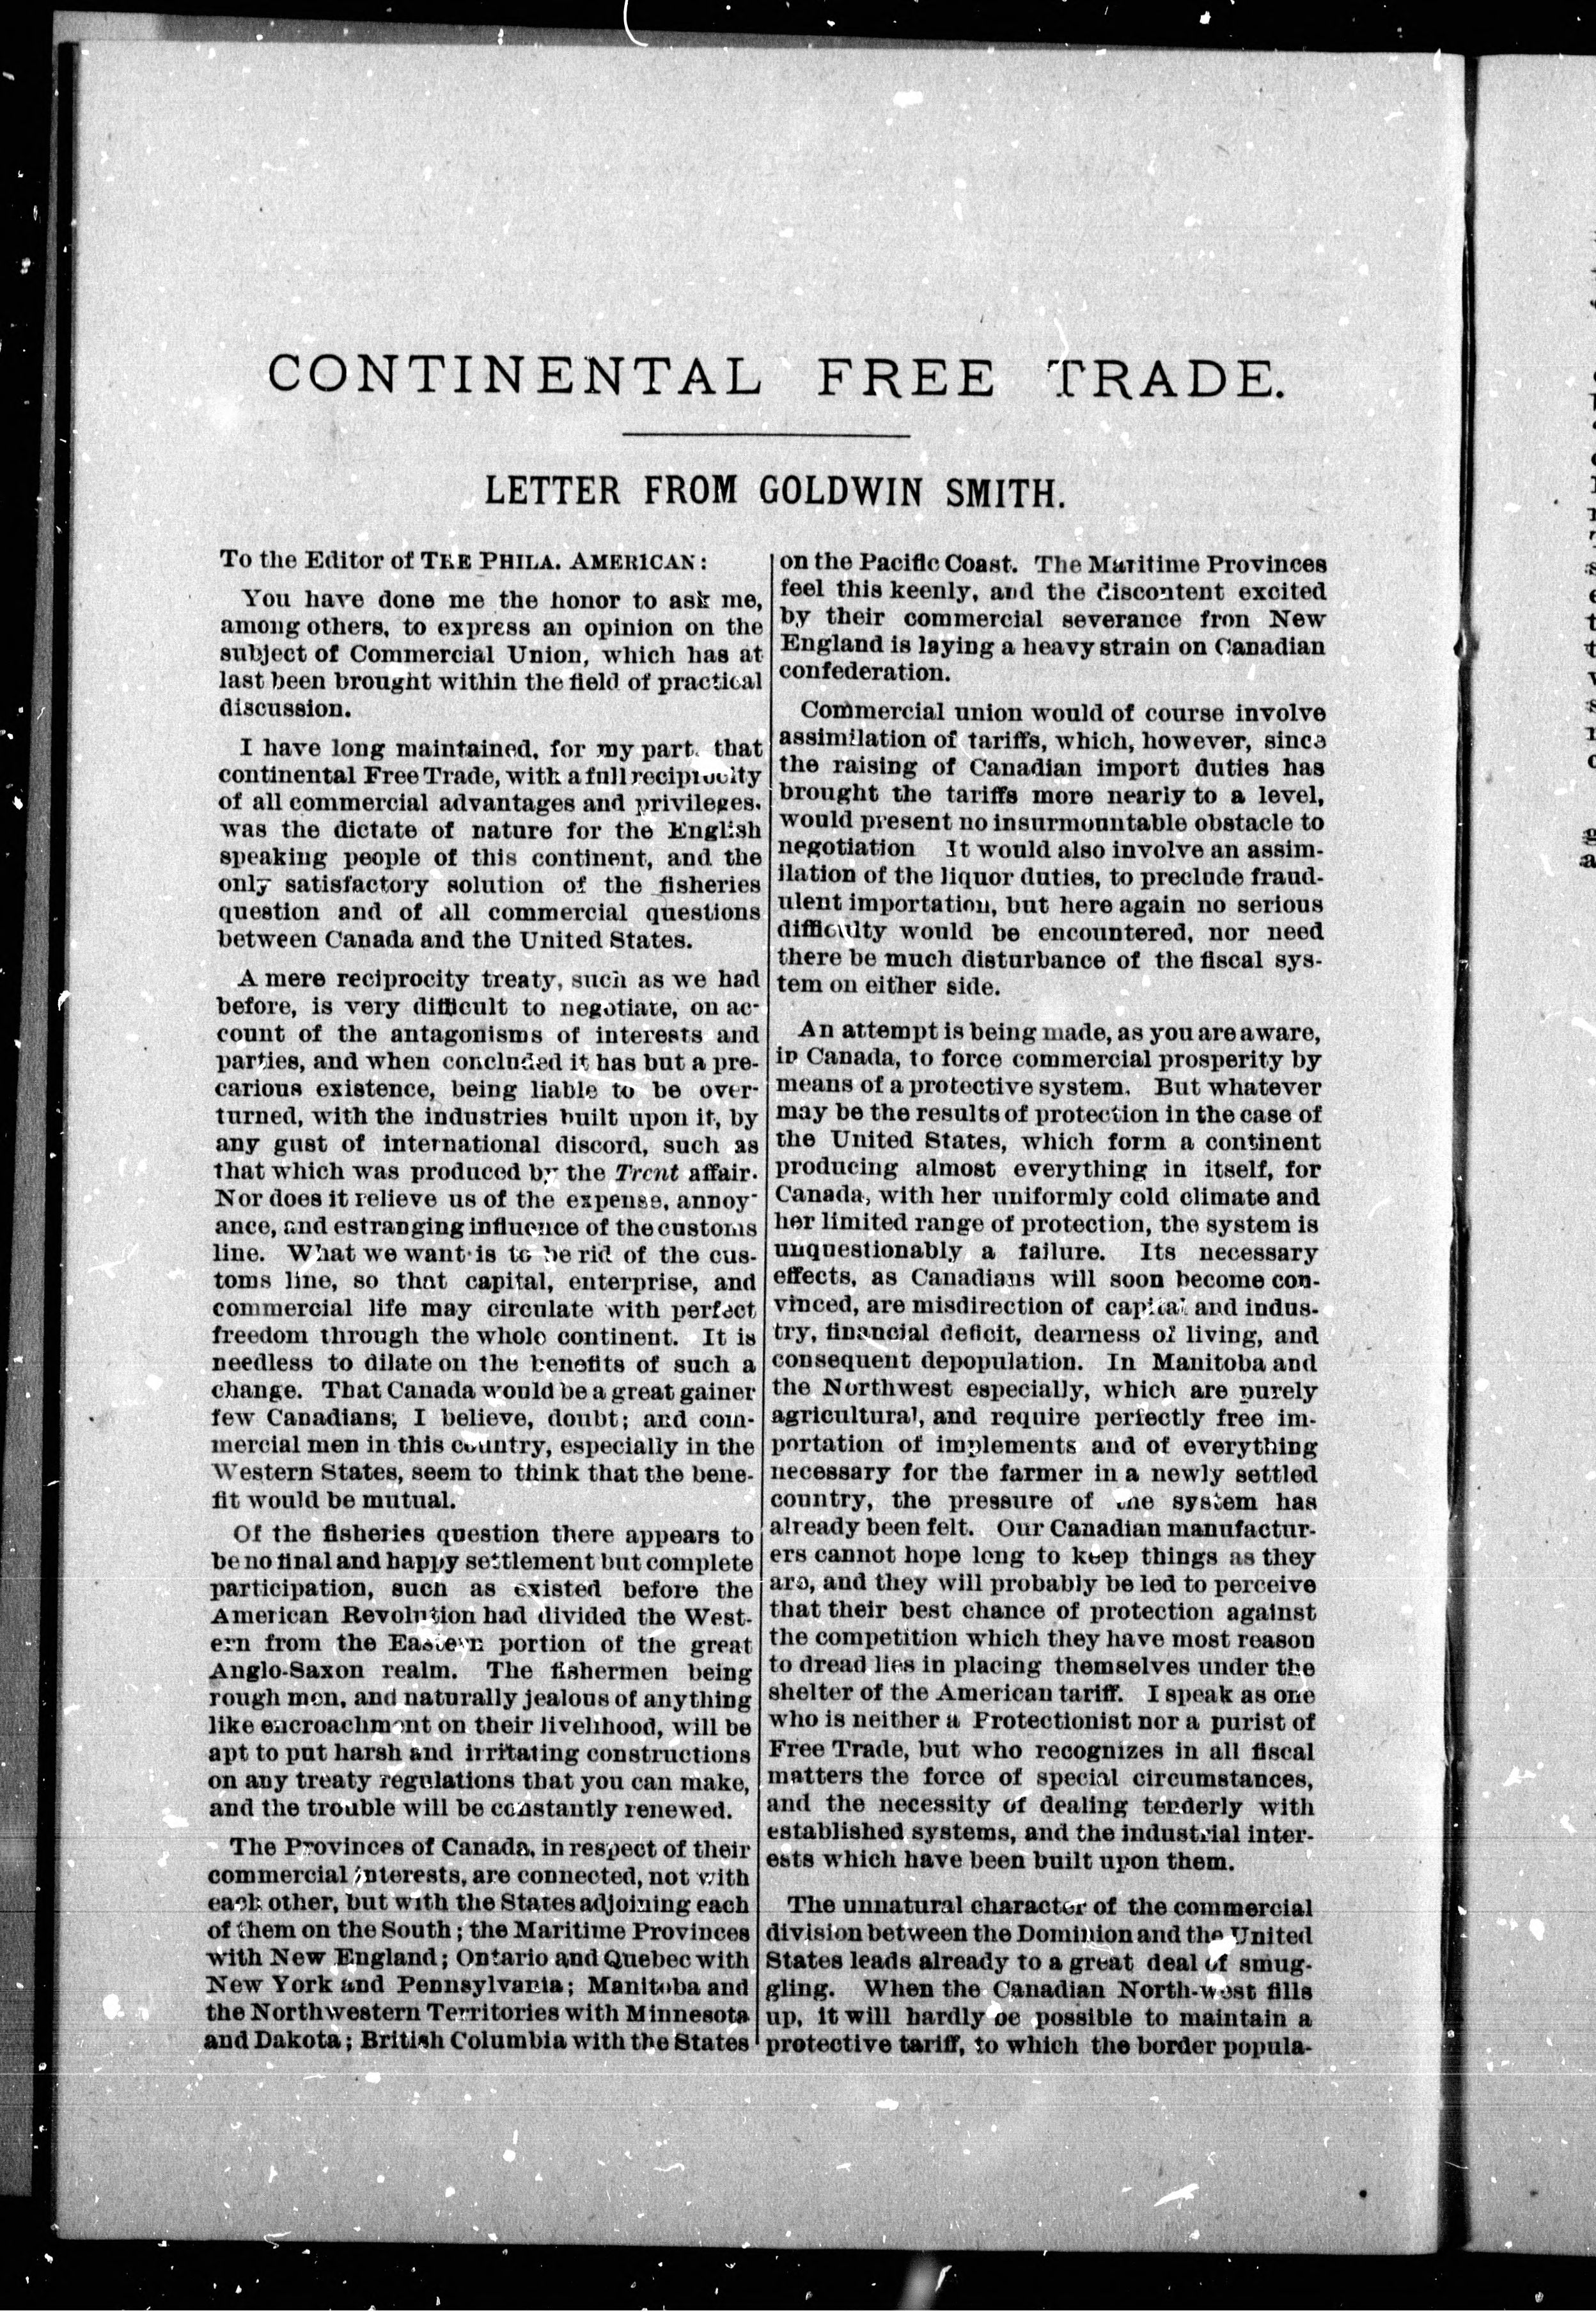 CONTINENTAL FREE TRADE.
LETTER FROM GOLDWIN SMITH.
To the Editor of THE PHILA. AMERICAN:
You have done me the honor to ask me,
among others, to express an opinion on the
subject of Commercial Union, which has at
last been brought within the field of practical
discussion.
I have long maintained, for my part, that
continental Free Trade, with a full reciprocity
of all commercial advantages and privileges,
was the dictate of nature for the English
speaking people of this continent, and the
only satisfactory solution of the fisheries
question and of all commercial questions
between Canada and the United States.
A mere reciprocity treaty, such as we had
before, is very difficult to negotiate, on ac-
count of the antagonisms of interests and
parties, and when concluded it has but a pre-
carious existence, being liable to be over-
turned, with the industries built upon it, by
any gust of international discord, such as
that which was produced by the Trent affair.
Nor does it relieve us of the expense, annoy-
ance, and estranging influence of the customs
line. What we want is to be rid of the cus-
toms line, so that capital, enterprise, and
commercial life may circulate with perfect
freedom through the whole continent. It is
needless to dilate on the benefits of such a
change. That Canada would be a great gainer
few Canadians, I believe, doubt; and com-
mercial men in this country, especially in the
Western States, seem to think that the bene-
fit would be mutual.
Of the fisheries question there appears to
be no final and happy settlement but complete
participation, such as existed before the
American Revolution had divided the West-
ern from the Eastern portion of the great
Anglo-Saxon realm. The fishermen being
rough men, and naturally jealous of anything
like encroachment on their livelihood, will be
apt to put harsh and irritating constructions
on any treaty regulations that you can make,
and the trouble will be constantly renewed.
The Provinces of Canada, in respect of their
commercial interests, are connected, not with
each other, but with the States adjoining each
of them on the South; the Maritime Provinces
with New England; Ontario and Quebec with
New York and Pennsylvania; Manitoba and
the Northwestern Territories with Minnesota
and Dakota; British Columbia with the States
on the Pacific Coast. The Maritime Provinces
feel this keenly, and the discontent excited
by their commercial severance fron New
England is laying a heavy strain on Canadian
confederation.
Commercial union would of course involve
assimilation of tariffs, which, however, since
the raising of Canadian import duties has
brought the tariffs more nearly to a level,
would present no insurmountable obstacle to
negotiation It would also involve an assim-
ilation of the liquor duties, to preclude fraud-
ulent importation, but here again no serious
difficulty would be encountered, nor need
there be much disturbance of the fiscal sys-
tem on either side.
An attempt is being made, as you are aware,
in Canada, to force commercial prosperity by
means of a protective system. But whatever
may be the results of protection in the case of
the United States, which form a continent
producing almost everything in itself, for
Canada, with her uniformly cold climate and
her limited range of protection, the system is
unquestionably a failure. Its necessary
effects, as Canadians will soon become con-
vinced, are misdirection of capital and indus-
try, financial deficit, dearness of living, and
consequent depopulation. In Manitoba and
the Northwest especially, which are purely
agricultural, and require perfectly free im-
portation of implements and of everything
necessary for the farmer in a newly settled
country, the pressure of the system has
already been felt. Our Canadian manufactur-
ers cannot hope long to keep things as they
are, and they will probably be led to perceive
that their best chance of protection against
the competition which they have most reason
to dread lies in placing themselves under the
shelter of the American tariff. I speak as one
who is neither a Protectionist nor a purist of
Free Trade, but who recognizes in all fiscal
matters the force of special circumstances,
and the necessity of dealing tenderly with
established systems, and the industrial inter-
ests which have been built upon them.
The unnatural character of the commercial
division between the Dominion and the United
States leads already to a great deal of smug-
gling. When the Canadian North-west fills
up, it will hardly be possible to maintain a
protective tariff, to which the border popula-